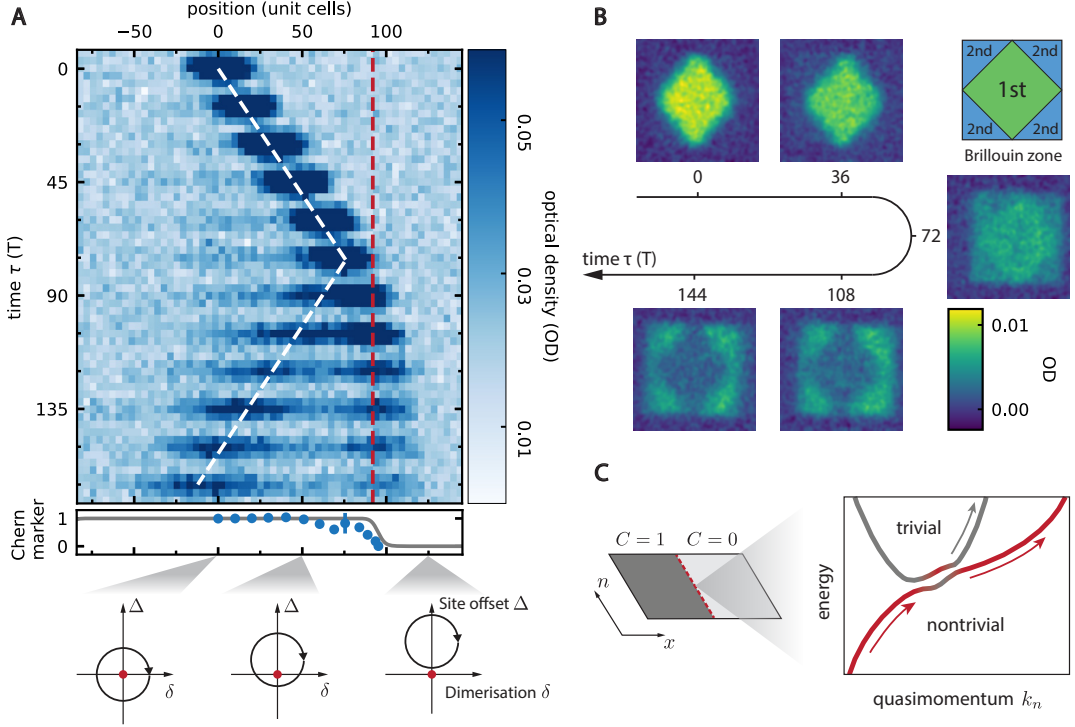 A
position (unit cells)
−50 0 50 100
time τ (T)
0
45
90
135
optical density (OD)
0.05
0.03
0.01
Chern
marker
1
0
Δ
δ
Δ
δ
Site offset Δ
Dimerisation δ
B
0
36
72
108
144
time τ (T)
2nd 2nd
1st
2nd 2nd
Brillouin zone
0.01
0.00
OD
C
C = 1 C = 0
n
x
energy
trivial
nontrivial
quasimomentum kₙ